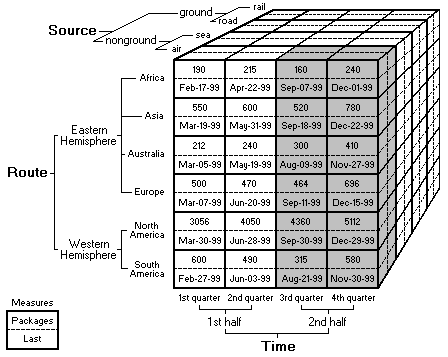 rail
ground
road
Source
sea
nonground
air
190 215 160 240
Africa
Feb-17-99 Apr-22-99 Sep-07-99 Dec-01-99
550 600 520 780
Asia
Mar-19-99 May-31-99 Sep-18-99 Dec-22-99
Eastern
Hemisphere
212 240 300 410
Australia
Mar-05-99 May-19-99 Aug-09-99 Nov-27-99
Route
500 470 464 696
Europe
Mar-07-99 Jun-20-99 Sep-11-99 Dec-15-99
3056 4050 4360 5112
North
America
Mar-30-99 Jun-28-99 Sep-30-99 Dec-29-99
Western
Hemisphere
600 490 315 580
South
America
Feb-27-99 Jun-03-99 Aug-21-99 Nov-30-99
Measures
Packages
Last
1st quarter 2nd quarter 3rd quarter 4th quarter
1st half 2nd half
Time